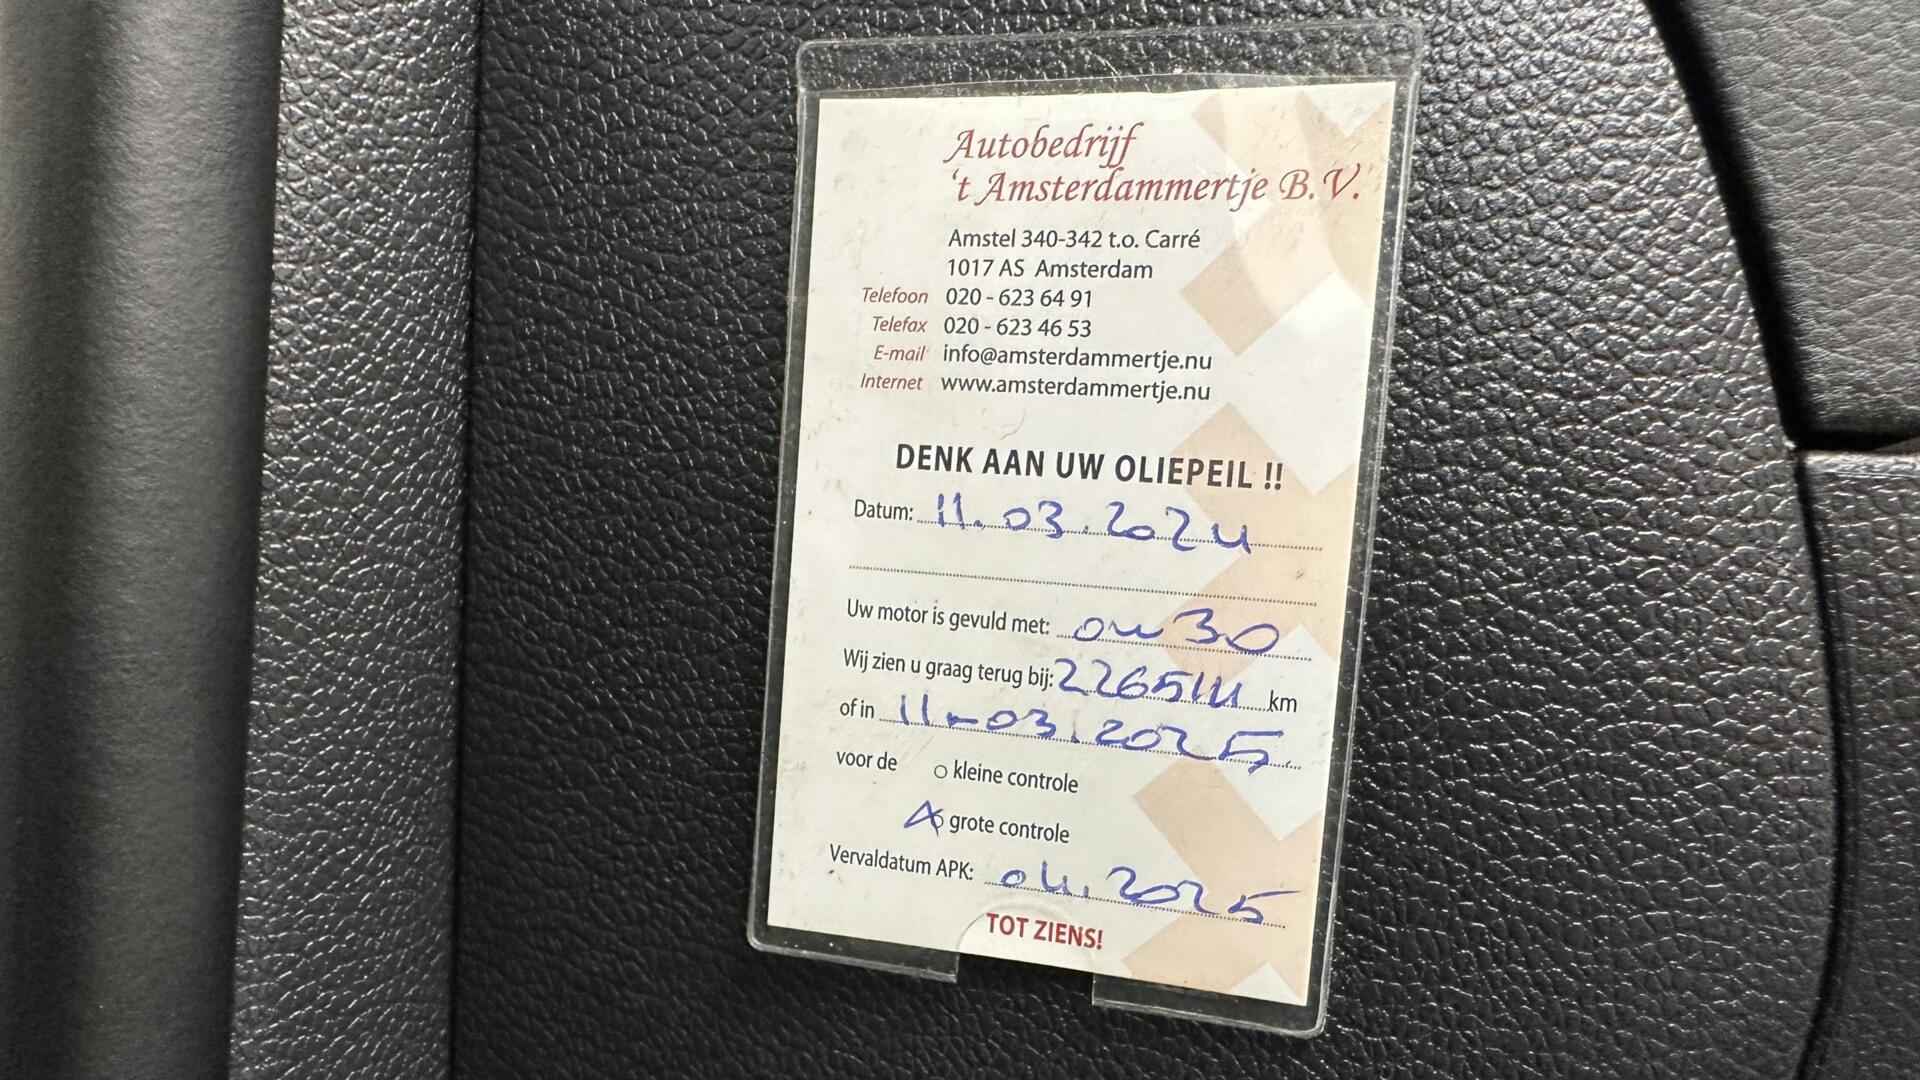 Autobedrijf
't Amsterdammertje B.V.
Amstel 340-342 t.o. Carré
1017 AS Amsterdam
Telefoon 020 - 623 64 91
Telefax 020 - 623 46 53
E-mail info@amsterdammertje.nu
Internet www.amsterdammertje.nu
DENK AAN UW OLIEPEIL !!
Datum: 11.03.2024
Uw motor is gevuld met: 0w30
Wij zien u graag terug bij: 226514 km
of in 11-03.2025
voor de o kleine controle
o grote controle
Vervaldatum APK: 04.2025
TOT ZIENS!